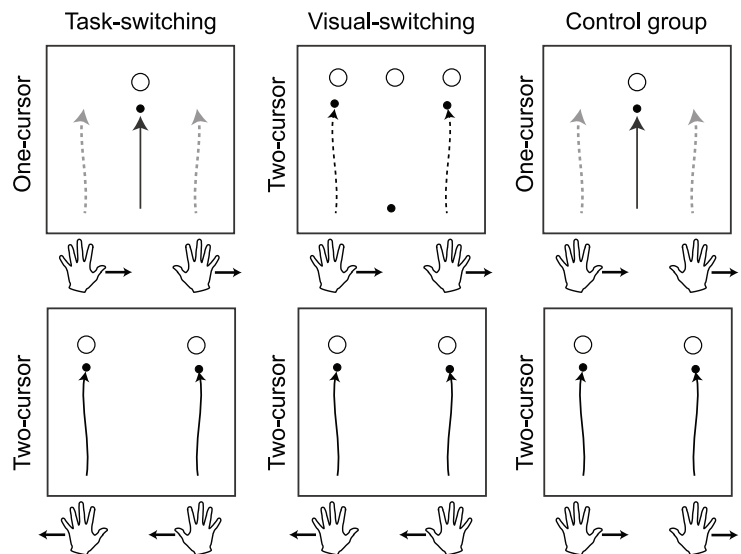 Task-switching
Visual-switching
Control group
One-cursor
Two-cursor
One-cursor
Two-cursor
Two-cursor
Two-cursor